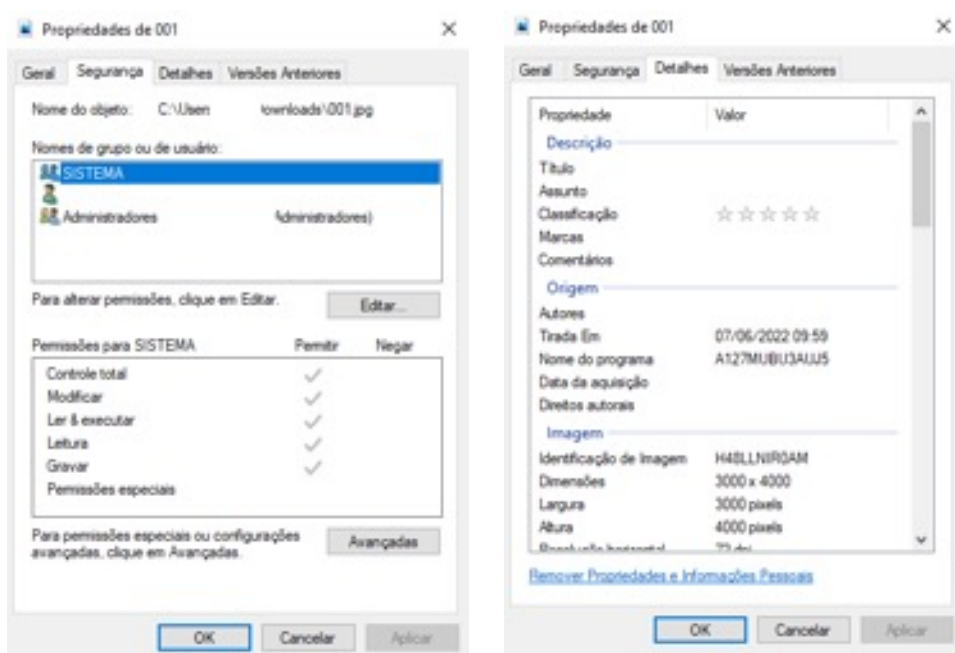 Propriedades de 001
Geral Segurança Detalhes Versões Anteriores
Nome do objeto: C:\User ownloads\001.jpg
Nomes de grupo ou de usuário:
SISTEMA
Administradores Administradores)
Para alterar permissões, clique em Editar.
Editar...
Permissões para SISTEMA Permitir Negar
Controle total
Modificar
Ler & executar
Leitura
Gravar
Permissões especiais
Para permissões especiais ou configurações
avançadas, clique em Avançadas.
Avançadas
OK Cancelar Aplicar
Propriedades de 001
Geral Segurança Detalhes Versões Anteriores
Propriedade Valor
Descrição
Título
Assunto
Classificação
Marcas
Comentários
Origem
Autores
Tirada Em 07/06/2022 09:59
Nome do programa A127MUBU3AUJ5
Data da aquisição
Direitos autorais
Imagem
Identificação de Imagem H48LLNIR0AM
Dimensões 3000 x 4000
Largura 3000 pixels
Altura 4000 pixels
Resolução horizontal 72 dpi
Remover Propriedades e Informações Pessoais
OK Cancelar Aplicar